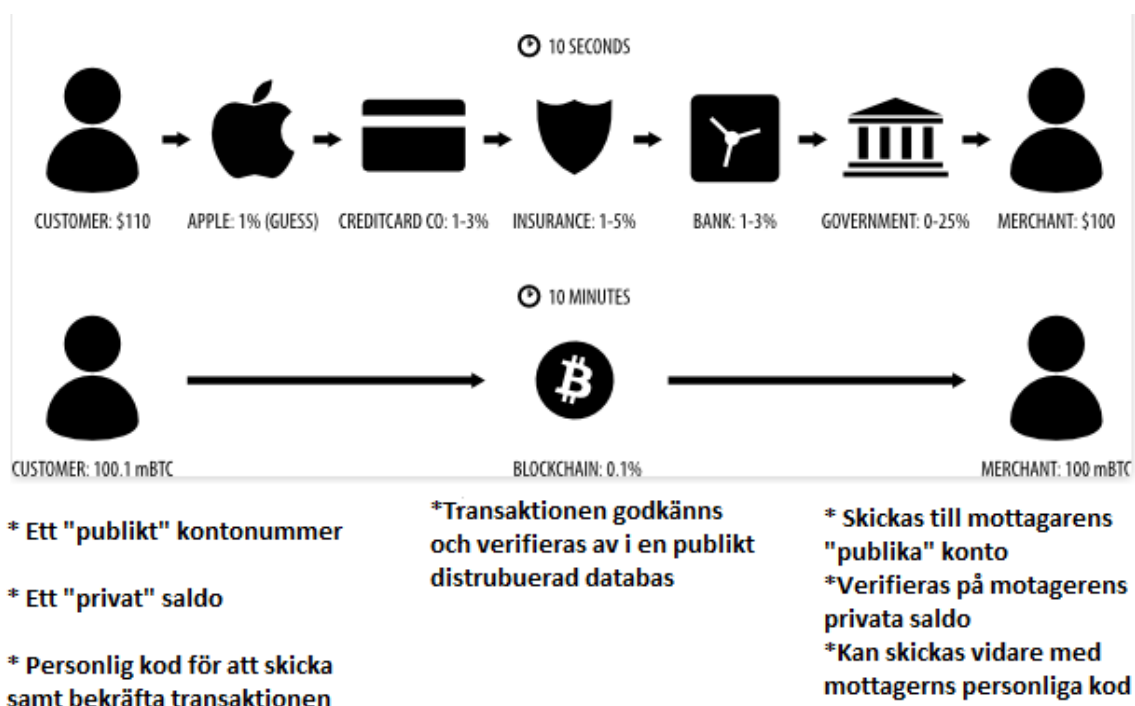 10 SECONDS
CUSTOMER: $110
APPLE: 1% (GUESS)
CREDITCARD CO: 1-3%
INSURANCE: 1-5%
BANK: 1-3%
GOVERNMENT: 0-25%
MERCHANT: $100
10 MINUTES
CUSTOMER: 100.1 mBTC
BLOCKCHAIN: 0.1%
MERCHANT: 100 mBTC
* Ett "publikt" kontonummer
* Ett "privat" saldo
* Personlig kod för att skicka
samt bekräfta transaktionen
*Transaktionen godkänns
och verifieras av i en publikt
distrubuerad databas
* Skickas till mottagarens
"publika" konto
*Verifieras på motagerens
privata saldo
*Kan skickas vidare med
mottagerns personliga kod